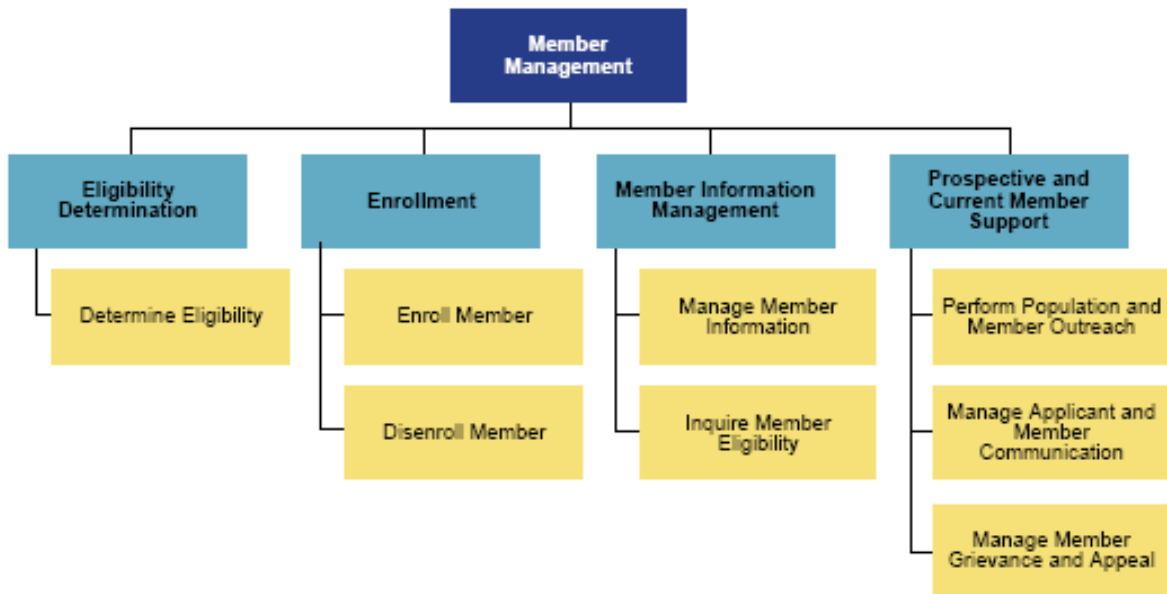 Member
Management
Eligibility
Determination
Enrollment
Member Information
Management
Prospective and
Current Member
Support
Determine Eligibility
Enroll Member
Disenroll Member
Manage Member
Information
Inquire Member
Eligibility
Perform Population and
Member Outreach
Manage Applicant and
Member
Communication
Manage Member
Grievance and Appeal